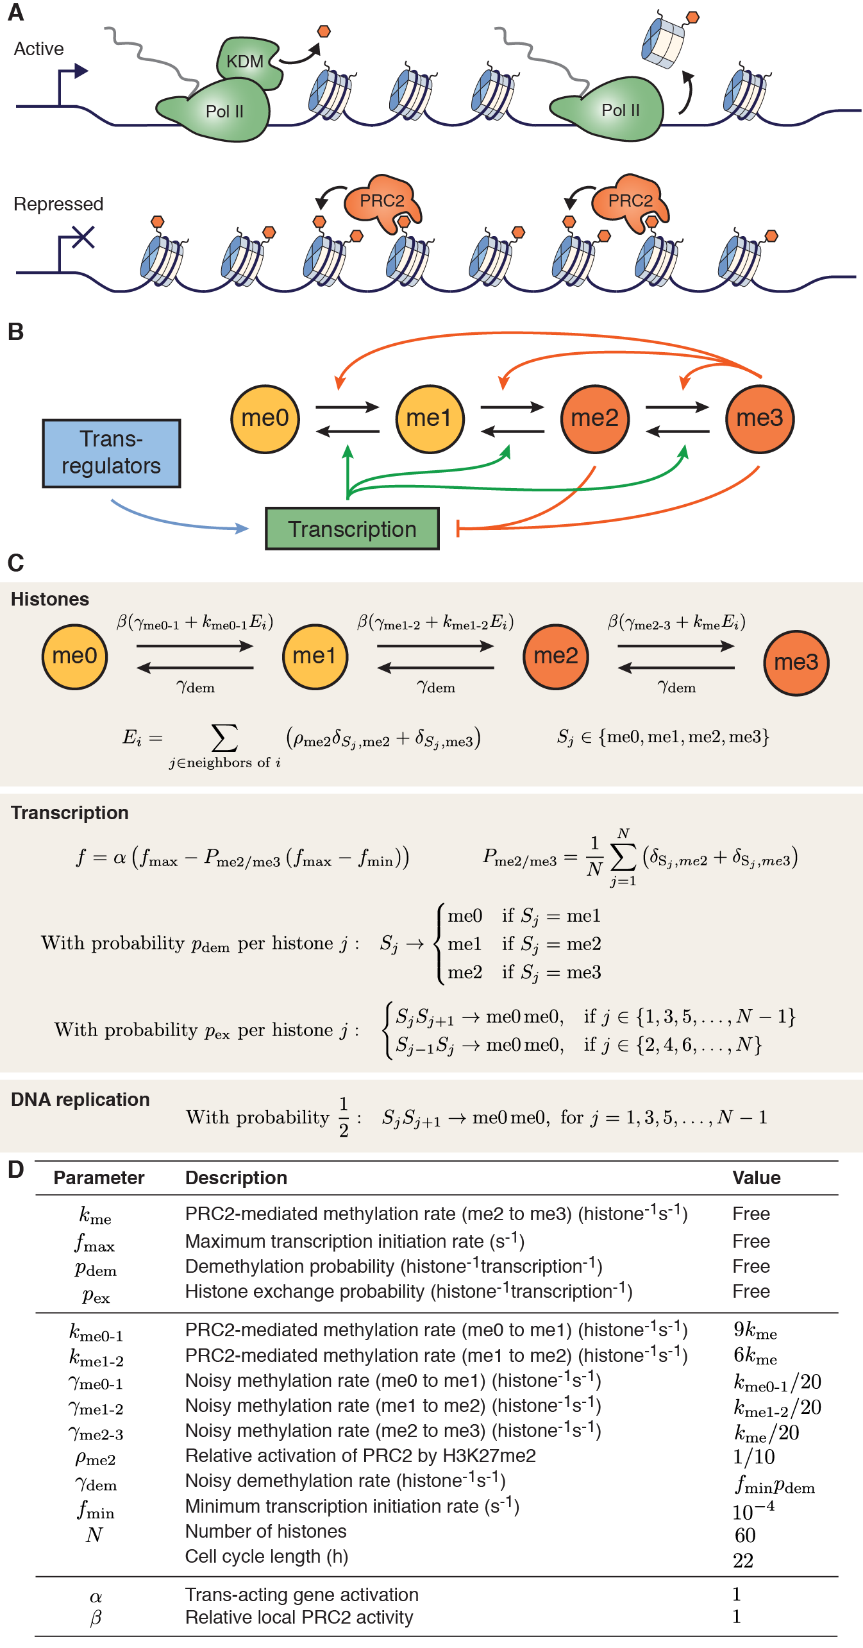 A
Active
KDM
Pol II
Pol II
Repressed
PRC2
PRC2
B
me0
me1
me2
me3
Trans-
regulators
Transcription
C
Histones
β(γme0-1 + kme0-1Ei)
β(γme1-2 + kme1-2Ei)
β(γme2-3 + kmeEi)
me0
me1
me2
me3
γdem
γdem
γdem
Ei = ∑j∈neighbors of i (ρme2δSj,me2 + δSj,me3)
Sj ∈ {me0, me1, me2, me3}
Transcription
f = α (fmax − Pme2/me3 (fmax − fmin))
Pme2/me3 = 1/N ∑j=1N (δSj,me2 + δSj,me3)
With probability pdem per histone j : Sj → { me0 if Sj = me1
me1 if Sj = me2
me2 if Sj = me3
With probability pex per histone j : { SjSj+1 → me0 me0, if j ∈ {1, 3, 5, . . . , N − 1}
Sj−1Sj → me0 me0, if j ∈ {2, 4, 6, . . . , N}
DNA replication
With probability 1/2 : SjSj+1 → me0 me0, for j = 1, 3, 5, . . . , N − 1
D
Parameter Description Value
kme PRC2-mediated methylation rate (me2 to me3) (histone-1s-1) Free
fmax Maximum transcription initiation rate (s-1) Free
pdem Demethylation probability (histone-1transcription-1) Free
pex Histone exchange probability (histone-1transcription-1) Free
kme0-1 PRC2-mediated methylation rate (me0 to me1) (histone-1s-1) 9kme
kme1-2 PRC2-mediated methylation rate (me1 to me2) (histone-1s-1) 6kme
γme0-1 Noisy methylation rate (me0 to me1) (histone-1s-1) kme0-1/20
γme1-2 Noisy methylation rate (me1 to me2) (histone-1s-1) kme1-2/20
γme2-3 Noisy methylation rate (me2 to me3) (histone-1s-1) kme/20
ρme2 Relative activation of PRC2 by H3K27me2 1/10
γdem Noisy demethylation rate (histone-1s-1) fminpdem
fmin Minimum transcription initiation rate (s-1) 10−4
N Number of histones 60
Cell cycle length (h) 22
α Trans-acting gene activation 1
β Relative local PRC2 activity 1